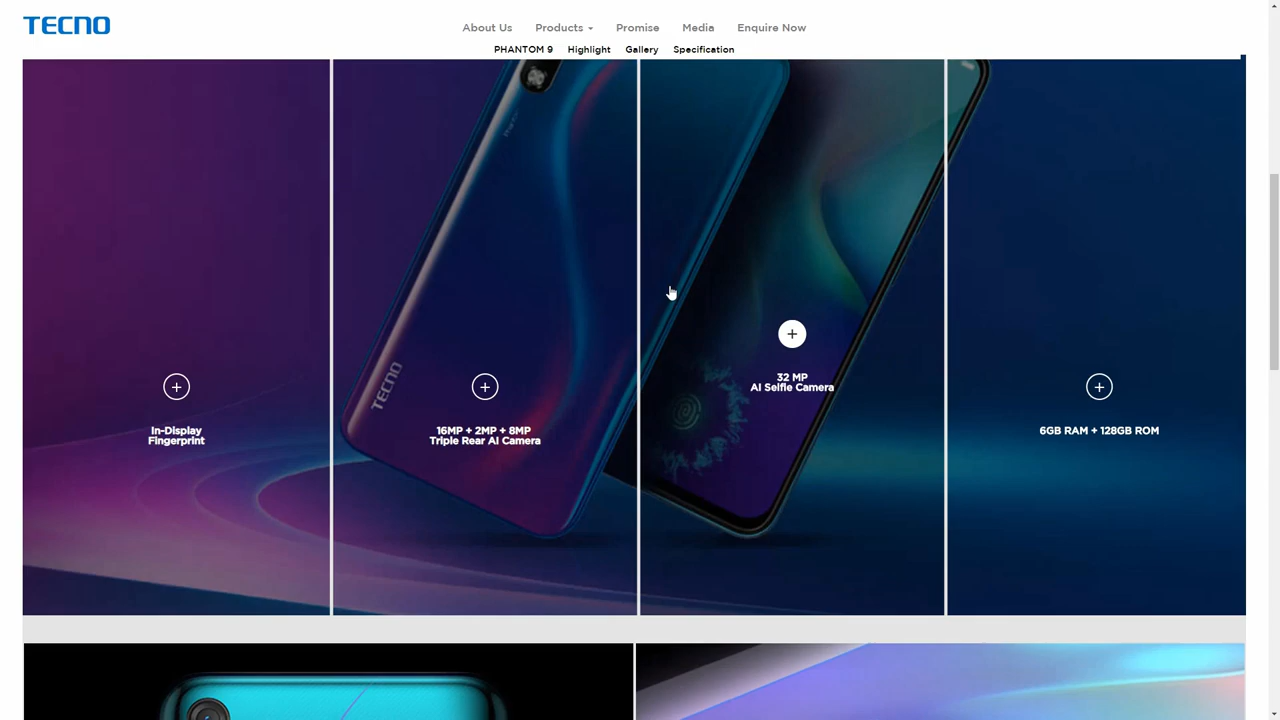 TECNO
About Us
Products
Promise
Media
Enquire Now
PHANTOM 9
Highlight
Gallery
Specification
TECNO
In-Display
Fingerprint
16MP + 2MP + 8MP
Triple Rear AI Camera
32 MP
AI Selfie Camera
6GB RAM + 128GB ROM